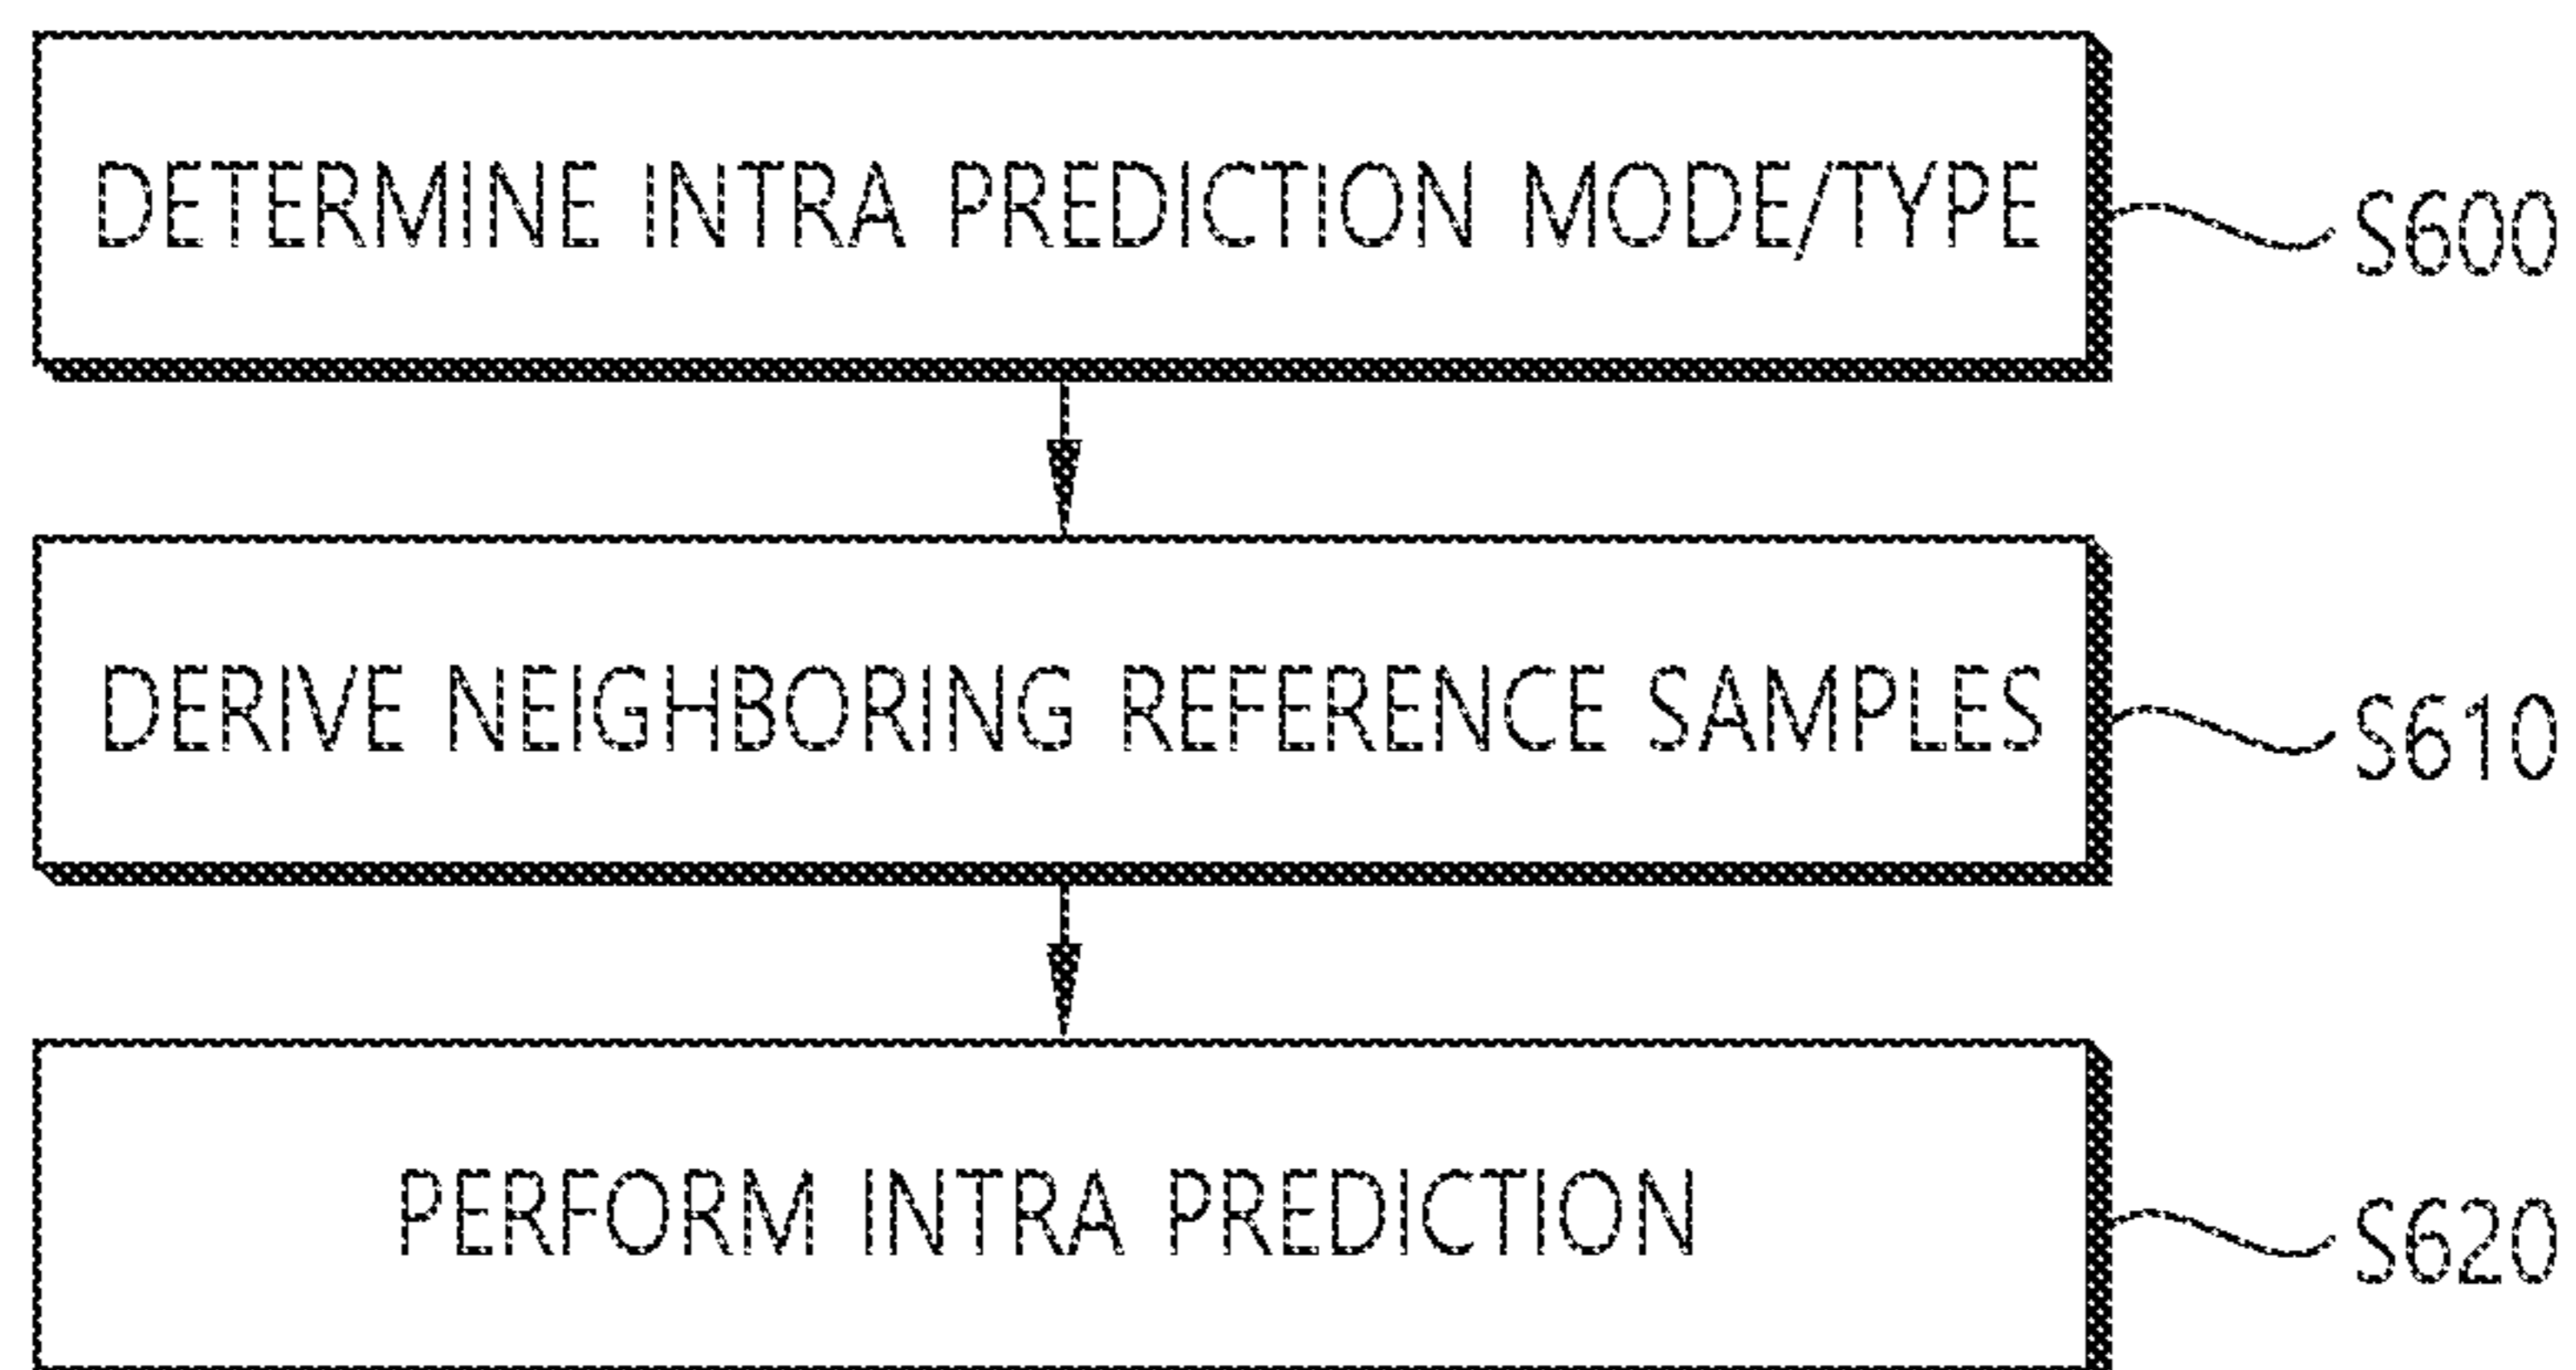 DETERMINE INTRA PREDICTION MODE/TYPE
S600
DERIVE NEIGHBORING REFERENCE SAMPLES
S610
PERFORM INTRA PREDICTION
S620